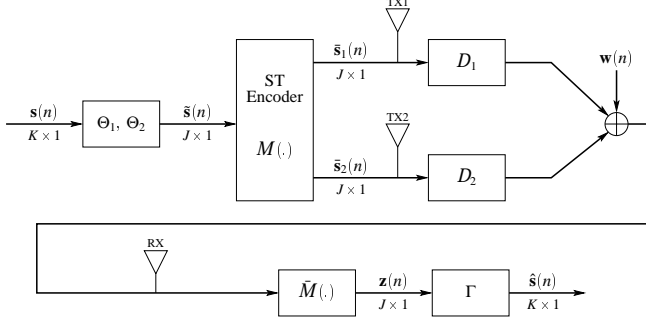 TX1
s̄₁(n)
J × 1
D₁
w(n)
ST
Encoder
M(.)
s(n)
K × 1
Θ₁, Θ₂
s̃(n)
J × 1
TX2
s̄₂(n)
J × 1
D₂
RX
M̄(.)
z(n)
J × 1
Γ
ŝ(n)
K × 1